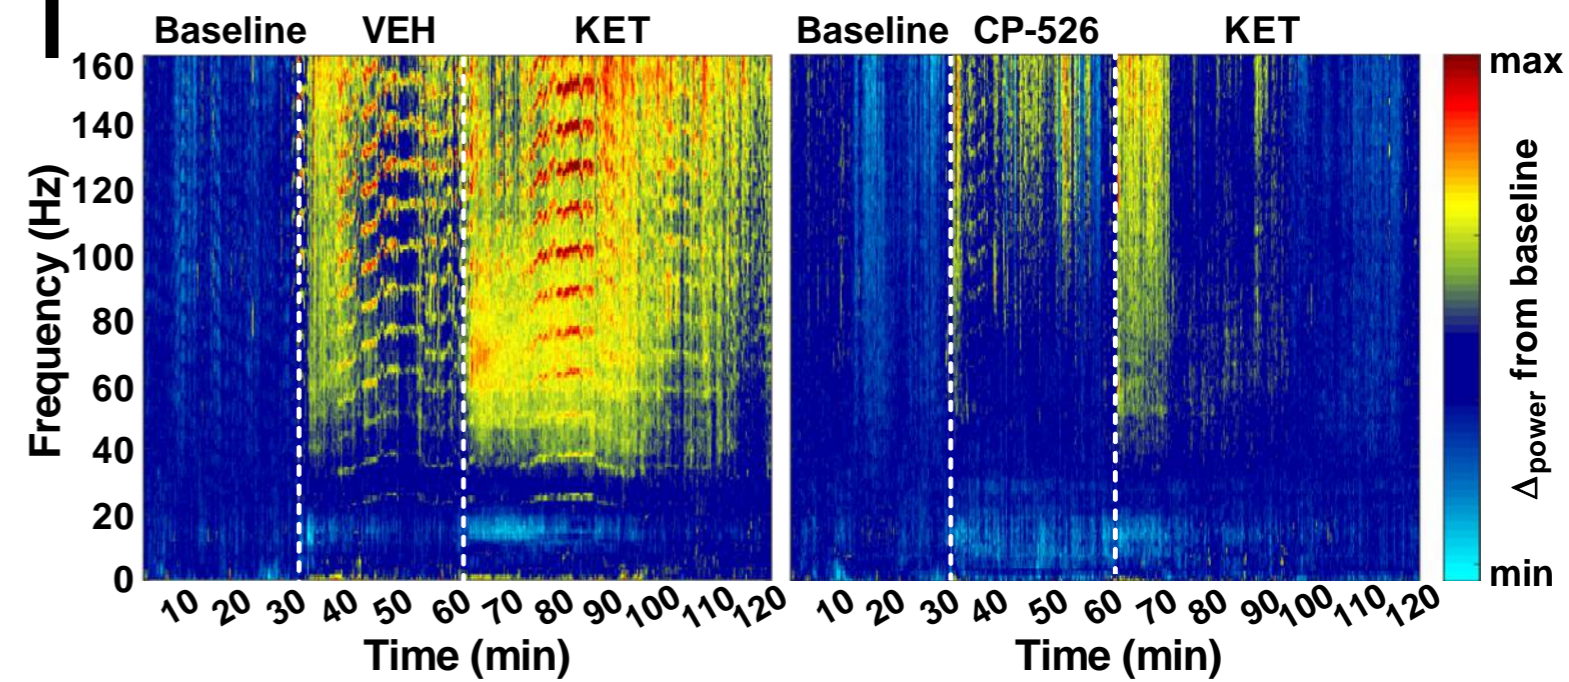 I
Baseline VEH KET
Baseline CP-526 KET
Frequency (Hz)
160
140
120
100
80
60
40
20
0
10 20 30 40 50 60 70 80 90 100 110 120
Time (min)
10 20 30 40 50 60 70 80 90 100 110 120
Time (min)
max
Δpower from baseline
min